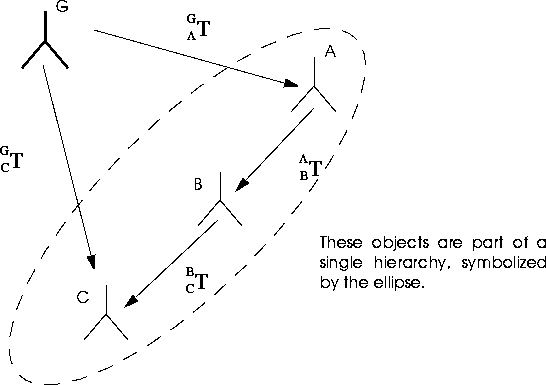 G
G
A T
A
G
C T
A
B T
B
These objects are part of a
single hierarchy, symbolized
by the ellipse.
B
C T
C